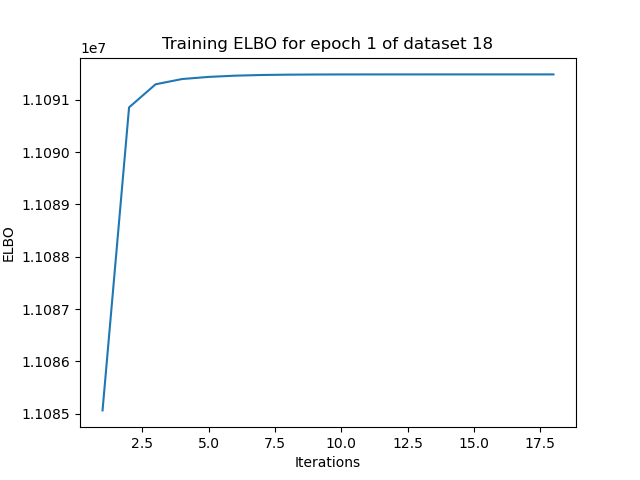 Training ELBO for epoch 1 of dataset 18
1e7
1.1091
1.1090
1.1089
1.1088
1.1087
1.1086
1.1085
ELBO
2.5 5.0 7.5 10.0 12.5 15.0 17.5
Iterations